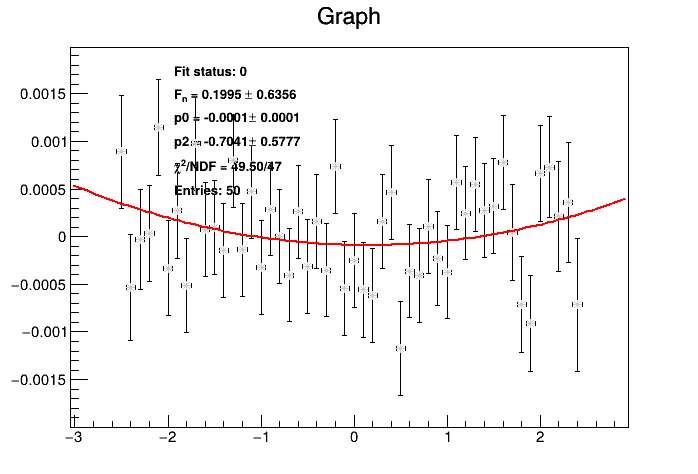 Graph
Fit status: 0
Fn = 0.1995 ± 0.6356
p0 = -0.0001 ± 0.0001
p2 = -0.7041 ± 0.5777
χ²/NDF = 49.50/47
Entries: 50
0.0015
0.001
0.0005
0
−0.0005
−0.001
−0.0015
−3 −2 −1 0 1 2